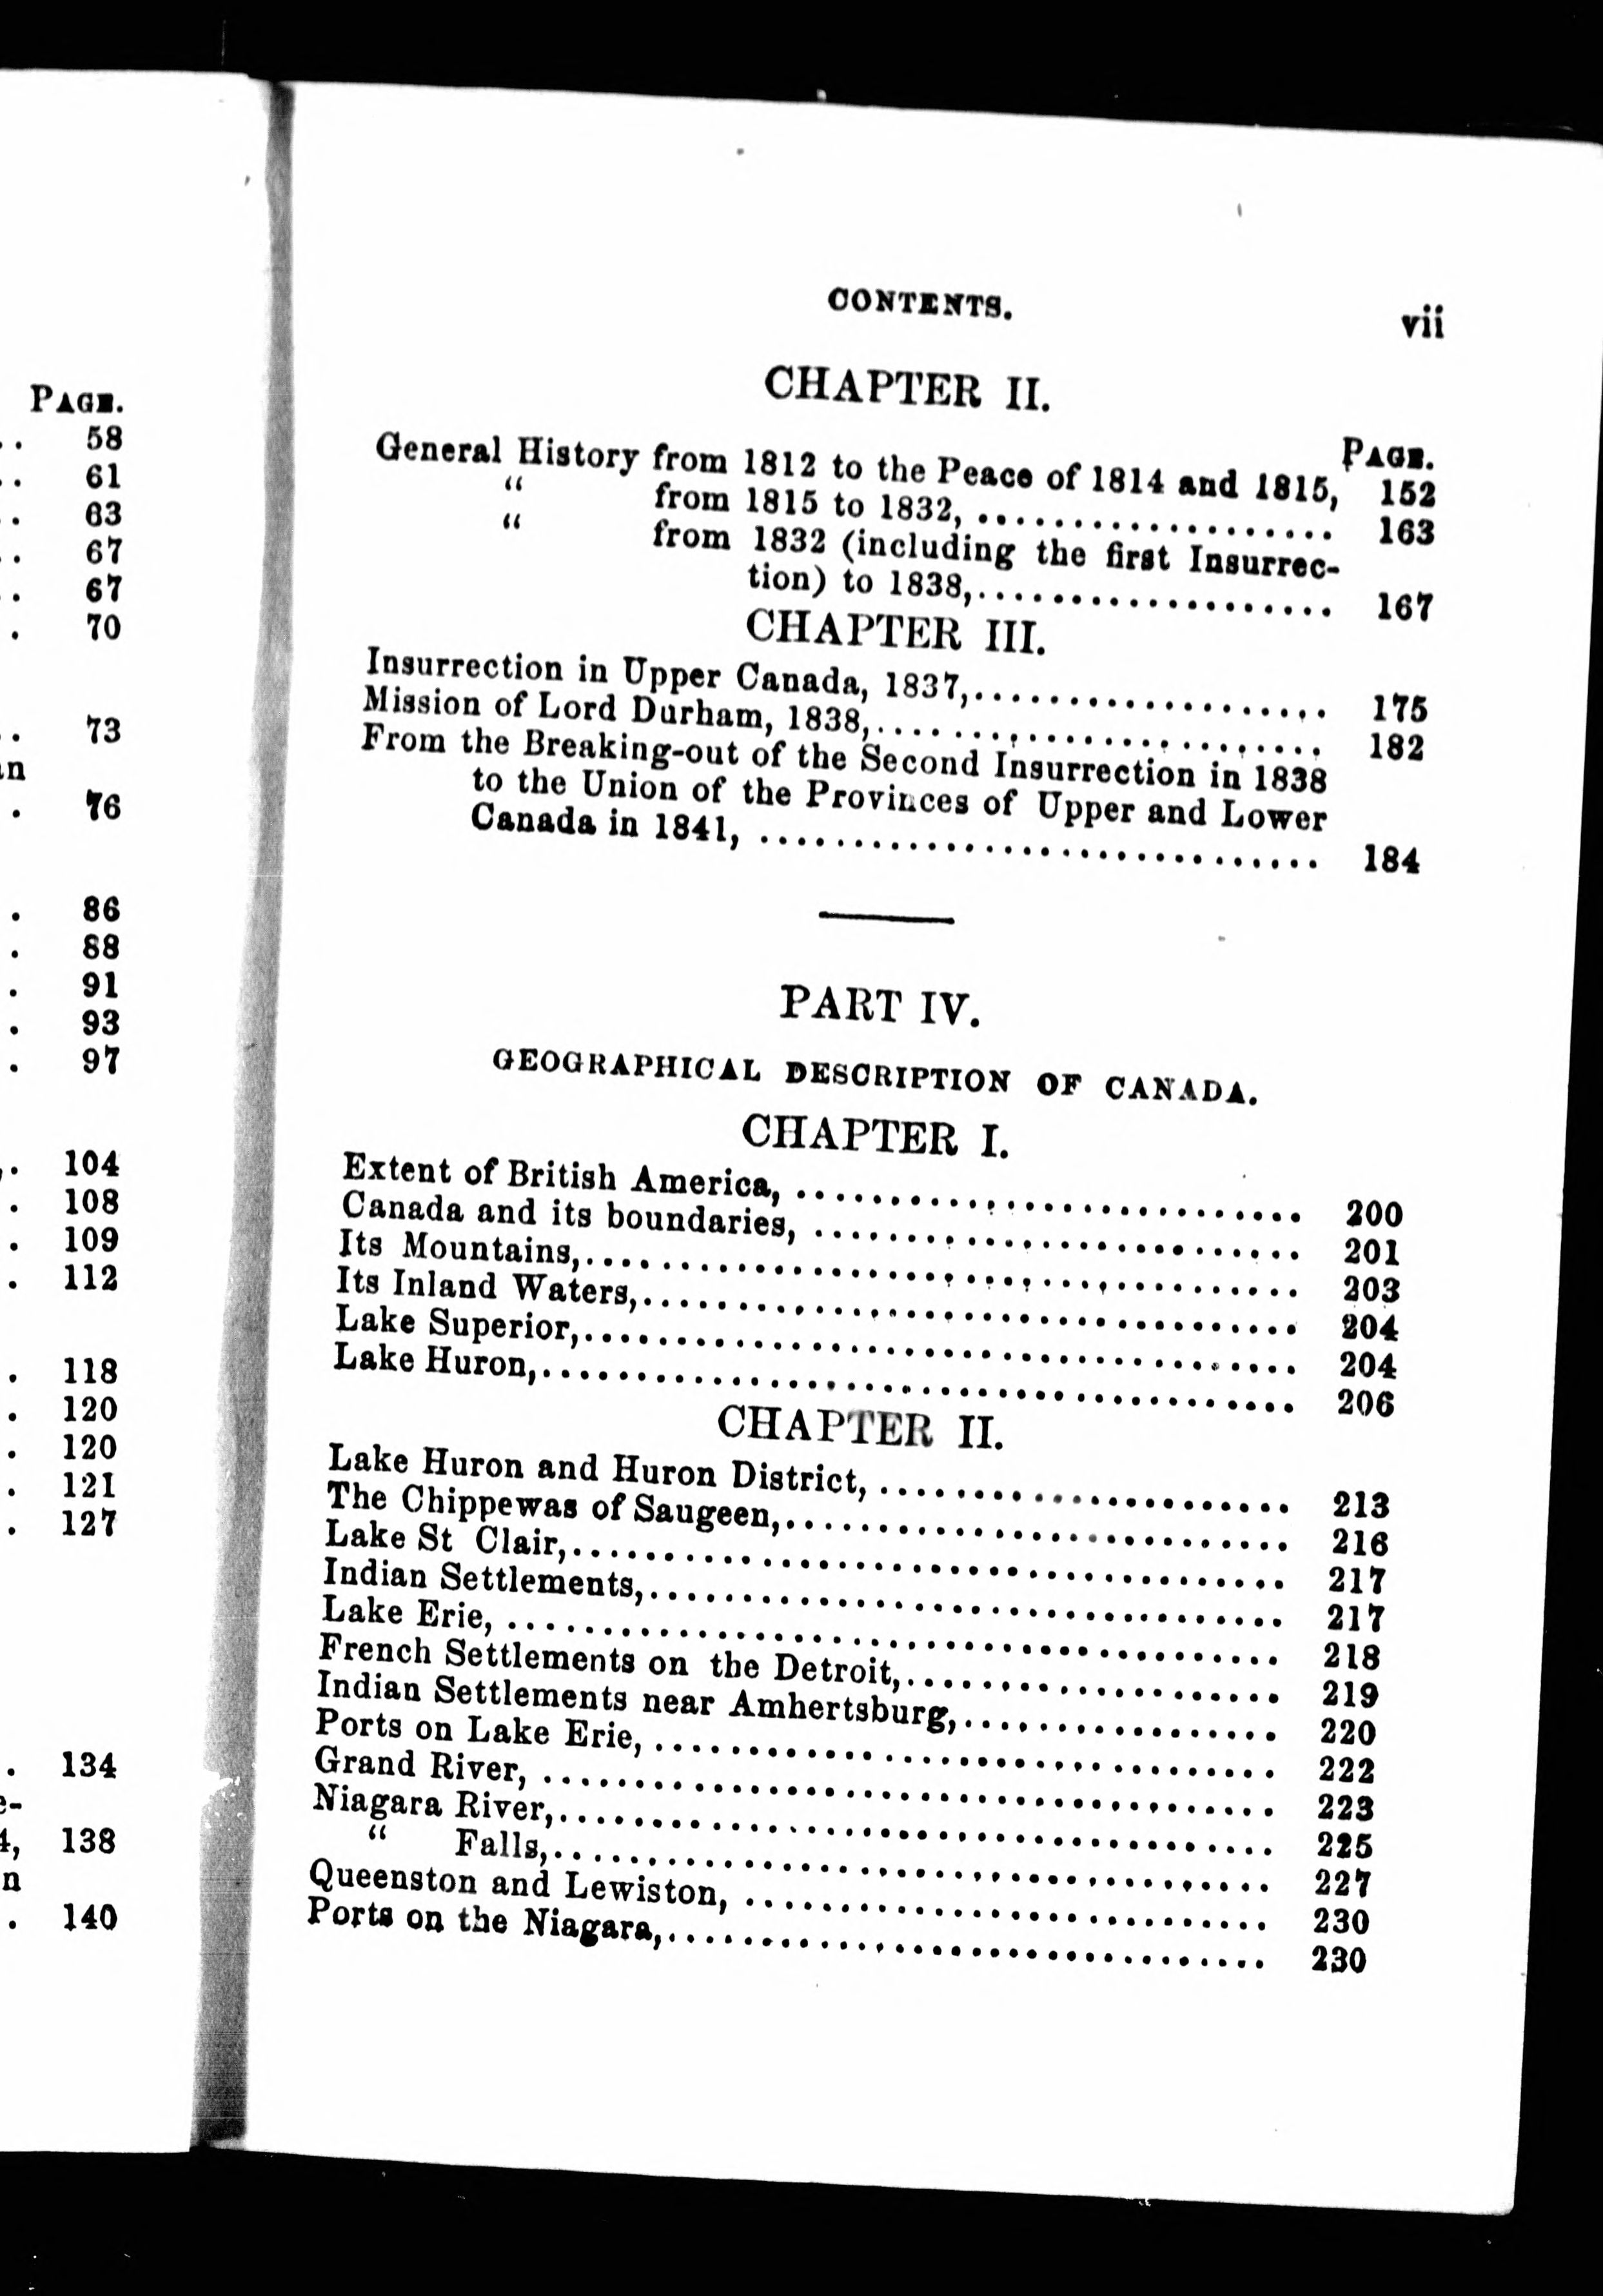 PAGE.
.. 58
.. 61
.. 63
.. 67
.. 67
. 70
.. 73
n
. 76
. 86
. 88
. 91
. 93
. 97
. 104
. 108
. 109
. 112
. 118
. 120
. 120
. 121
. 127
. 134
e-
4, 138
n
. 140
CONTENTS. vii
CHAPTER II.
PAGE.
General History from 1812 to the Peace of 1814 and 1815, 152
“ from 1815 to 1832, .................. 163
“ from 1832 (including the first Insurrec-
tion) to 1838,.................. 167
CHAPTER III.
Insurrection in Upper Canada, 1837,.................. 175
Mission of Lord Durham, 1838,....................... 182
From the Breaking-out of the Second Insurrection in 1838
to the Union of the Provinces of Upper and Lower
Canada in 1841, ............................. 184
PART IV.
GEOGRAPHICAL DESCRIPTION OF CANADA.
CHAPTER I.
Extent of British America, .......................... 200
Canada and its boundaries, ......................... 201
Its Mountains,..................................... 203
Its Inland Waters,.................................. 204
Lake Superior,..................................... 204
Lake Huron,....................................... 206
CHAPTER II.
Lake Huron and Huron District, ..................... 213
The Chippewas of Saugeen,.......................... 216
Lake St Clair,..................................... 217
Indian Settlements,................................. 217
Lake Erie, ........................................ 218
French Settlements on the Detroit,.................... 219
Indian Settlements near Amhertsburg,................. 220
Ports on Lake Erie, ................................ 222
Grand River, ...................................... 223
Niagara River,..................................... 225
“ Falls,..................................... 227
Queenston and Lewiston, ........................... 230
Ports on the Niagara,............................... 230